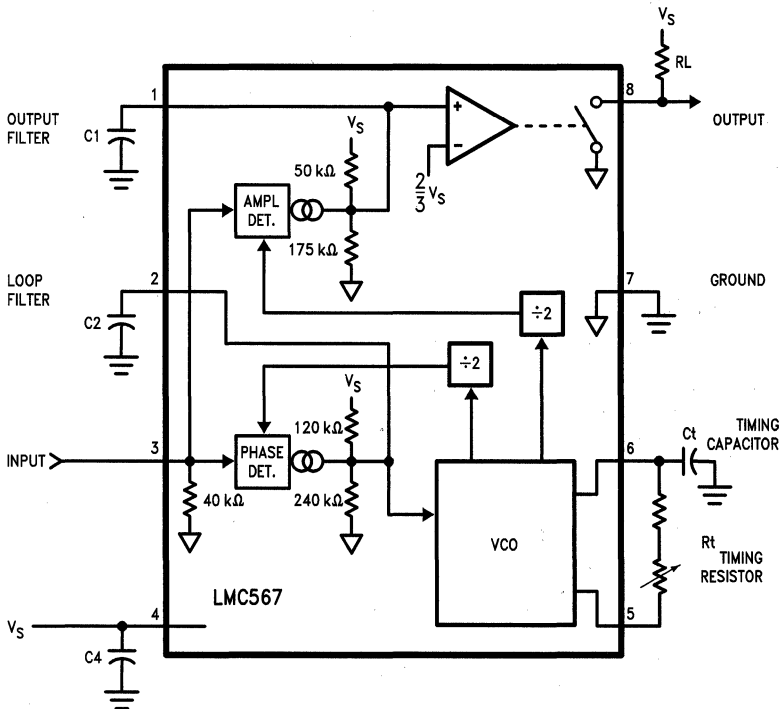 V_S
RL
1
8
OUTPUT
FILTER
C1
OUTPUT
V_S
+
−
50 kΩ
2/3 V_S
AMPL
DET.
175 kΩ
LOOP
FILTER
2
7
GROUND
C2
÷2
÷2
V_S
120 kΩ
TIMING
CAPACITOR
Ct
3
6
INPUT
PHASE
DET.
40 kΩ
240 kΩ
VCO
Rt
TIMING
RESISTOR
LMC567
4
5
V_S
C4